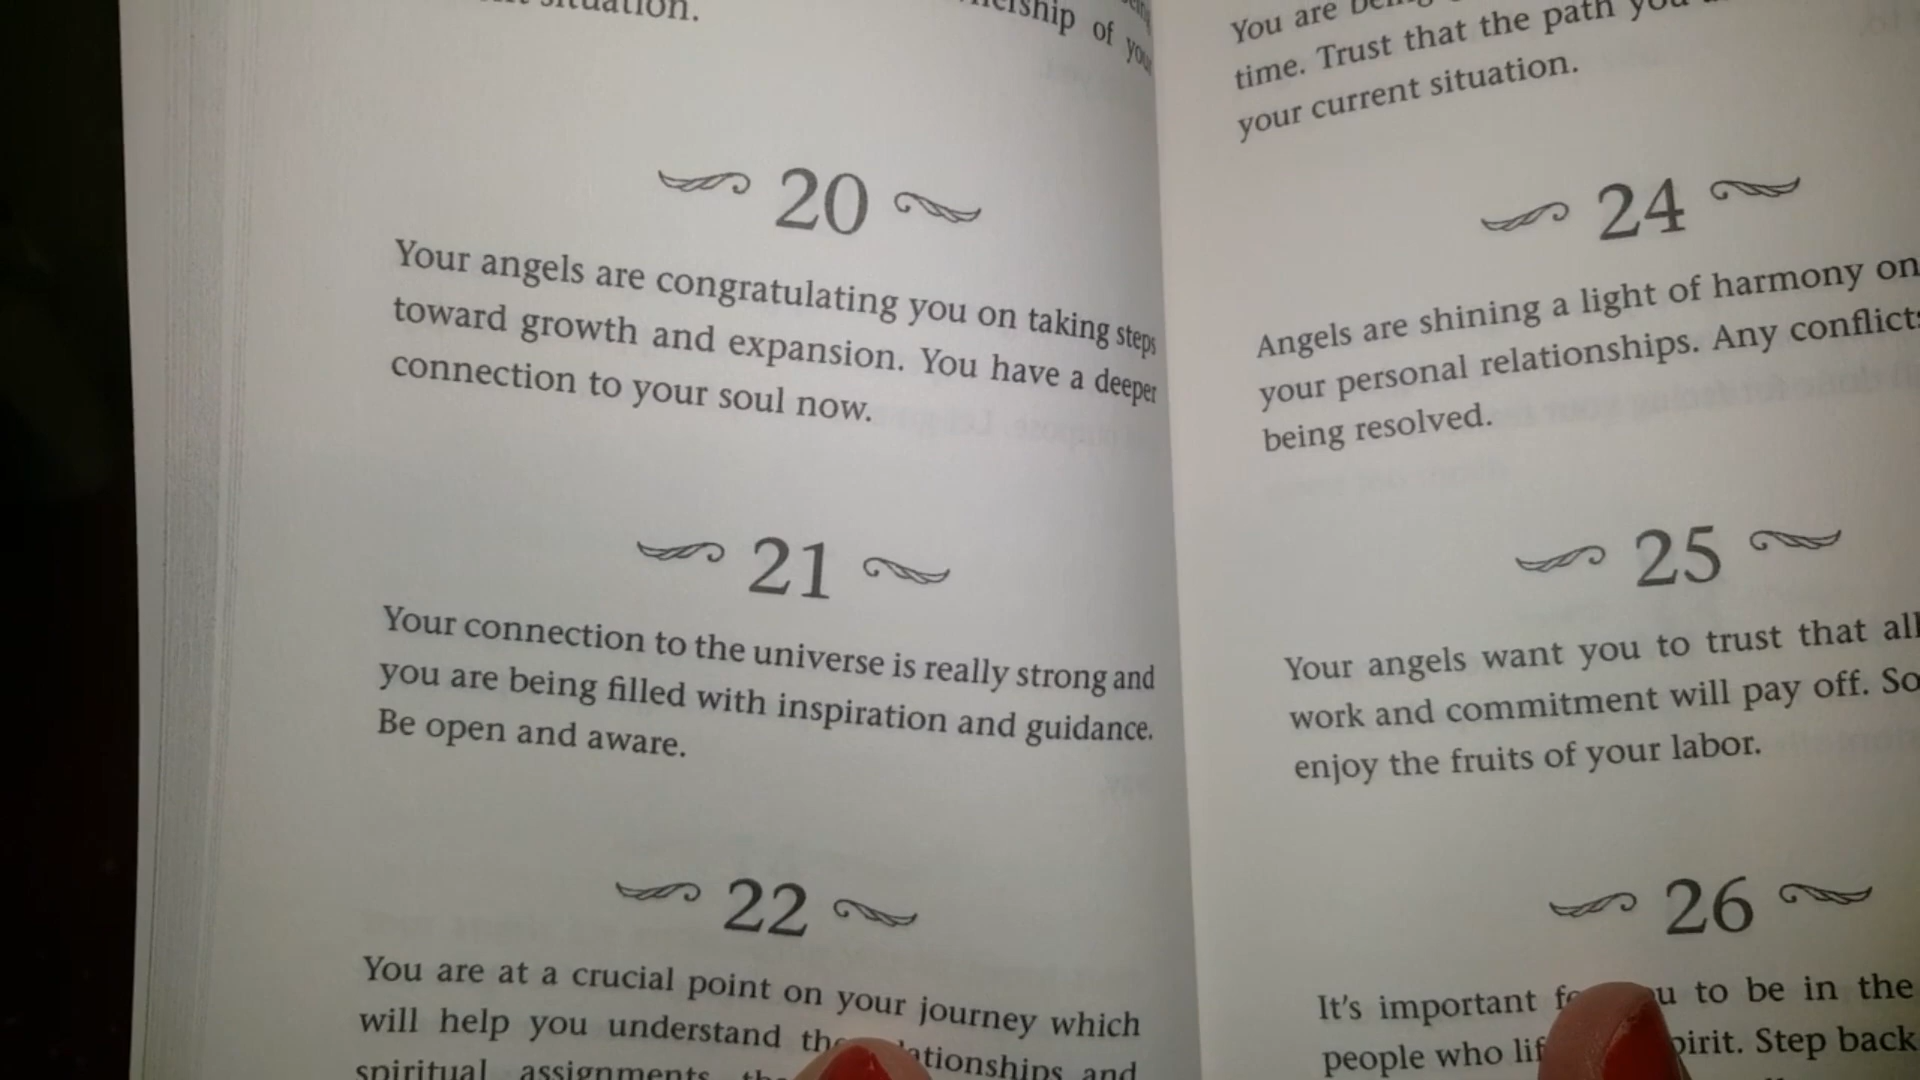 situation.
ownership of your
20
Your angels are congratulating you on taking steps
toward growth and expansion. You have a deeper
connection to your soul now.
21
Your connection to the universe is really strong and
you are being filled with inspiration and guidance.
Be open and aware.
22
You are at a crucial point on your journey which
will help you understand
and
spiritual assignments
You are
time. Trust that the path
your current situation.
24
Angels are shining a light of harmony on
your personal relationships. Any conflicts
being resolved.
25
Your angels want you to trust that all
work and commitment will pay off. So
enjoy the fruits of your labor.
26
It's important to be in the
people who Step back